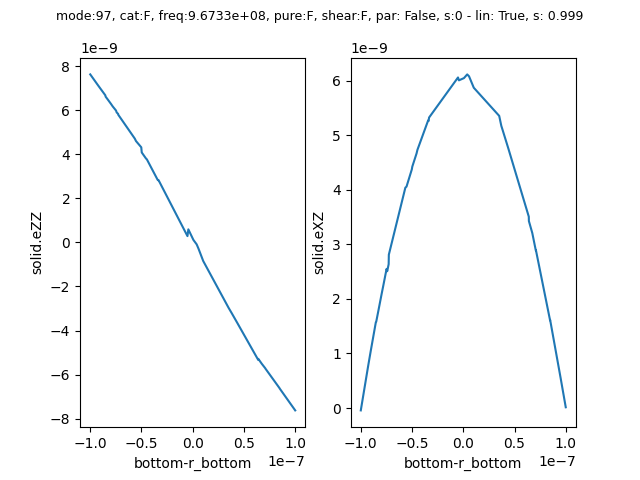 mode:97, cat:F, freq:9.6733e+08, pure:F, shear:F, par: False, s:0 - lin: True, s: 0.999
1e−9
8
6
4
2
0
−2
−4
−6
−8
solid.eZZ
−1.0 −0.5 0.0 0.5 1.0
bottom-r_bottom 1e−7
1e−9
6
5
4
3
2
1
0
solid.eXZ
−1.0 −0.5 0.0 0.5 1.0
bottom-r_bottom 1e−7